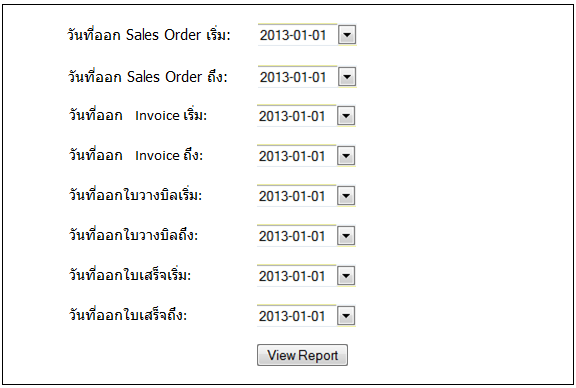 วันที่ออก Sales Order เริ่ม: 2013-01-01
วันที่ออก Sales Order ถึง: 2013-01-01
วันที่ออก Invoice เริ่ม: 2013-01-01
วันที่ออก Invoice ถึง: 2013-01-01
วันที่ออกใบวางบิลเริ่ม: 2013-01-01
วันที่ออกใบวางบิลถึง: 2013-01-01
วันที่ออกใบเสร็จเริ่ม: 2013-01-01
วันที่ออกใบเสร็จถึง: 2013-01-01
View Report